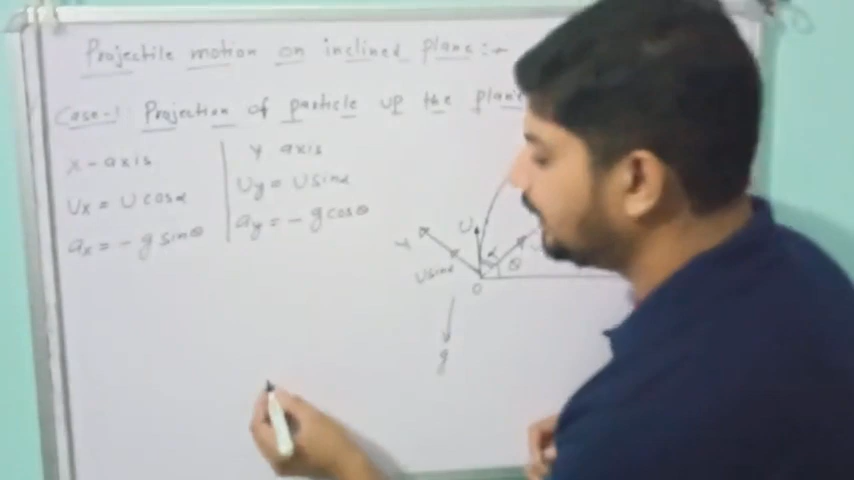 Projectile motion on inclined plane:-
Case-1 Projection of particle up the plane
x-axis
Ux = U cosα
ax = - g sinθ
Y axis
Uy = U sinα
ay = - g cosθ
U
Y
α
θ
U sinα
O
g